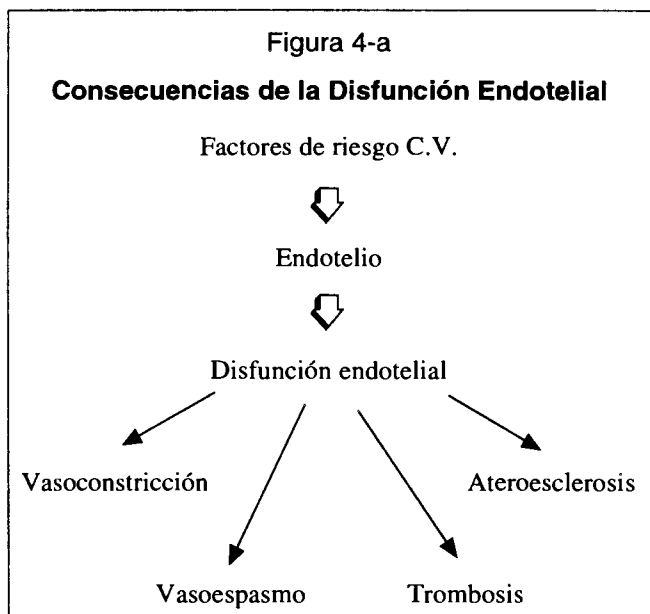 Figura 4-a
Consecuencias de la Disfunción Endotelial
Factores de riesgo C.V.
Endotelio
Disfunción endotelial
Vasoconstricción
Ateroesclerosis
Vasoespasmo
Trombosis